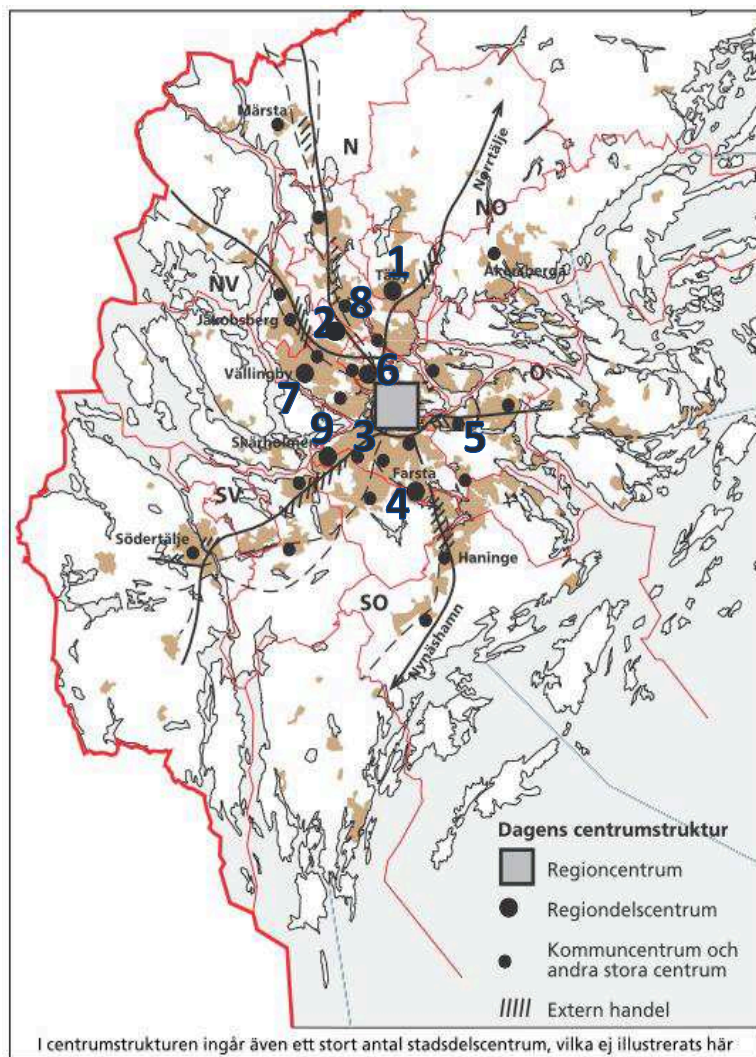 Märsta
N
Norrtälje
NO
1
Täby
Åkersberga
NV
8
Jakobsberg
2
Vällingby
6
Ö
7
9
3
5
Skärholmen
Farsta
SV
4
Södertälje
Haninge
SO
Nynäshamn
Dagens centrumstruktur
Regioncentrum
Regiondelscentrum
Kommuncentrum och
andra stora centrum
Extern handel
I centrumstrukturen ingår även ett stort antal stadsdelscentrum, vilka ej illustrerats här